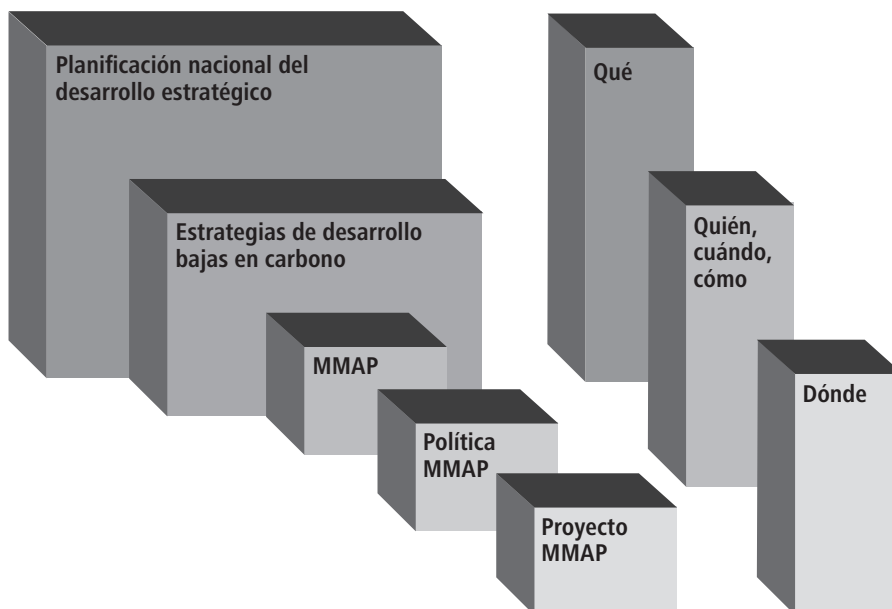 Planificación nacional del
desarrollo estratégico
Estrategias de desarrollo
bajas en carbono
MMAP
Política
MMAP
Proyecto
MMAP
Qué
Quién,
cuándo,
cómo
Dónde